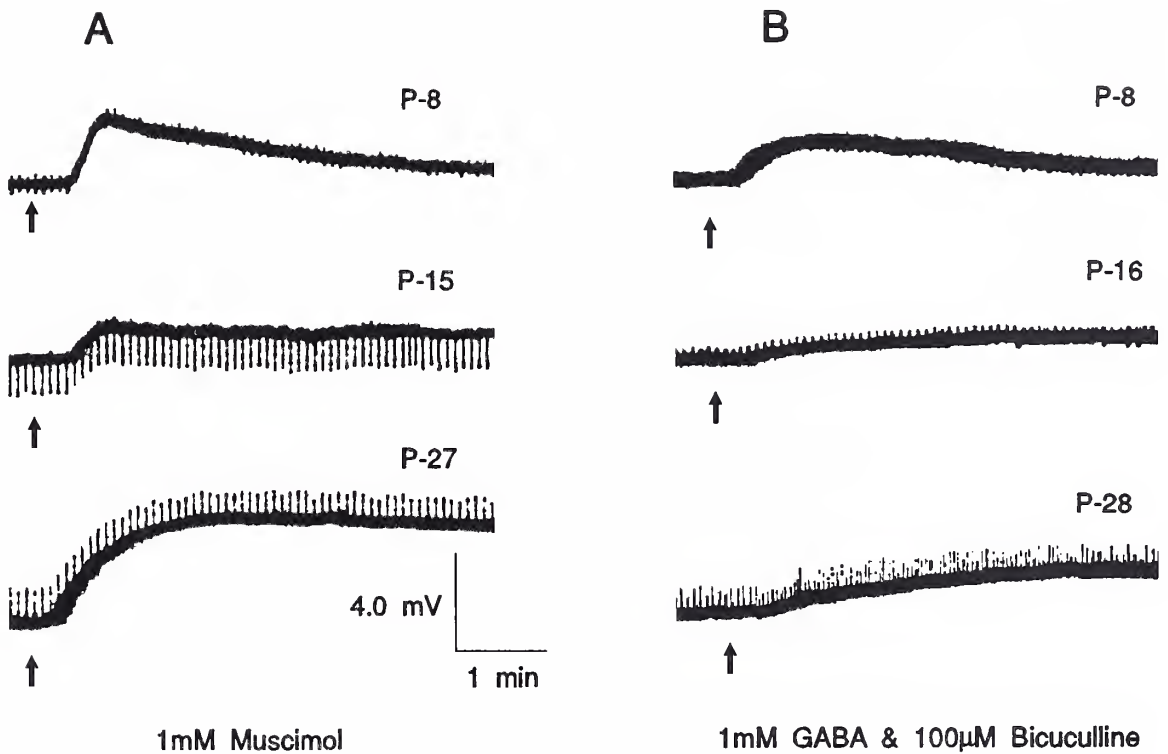 A
P-8
P-15
P-27
4.0 mV
1 min
1mM Muscimol
B
P-8
P-16
P-28
1mM GABA & 100µM Bicuculline